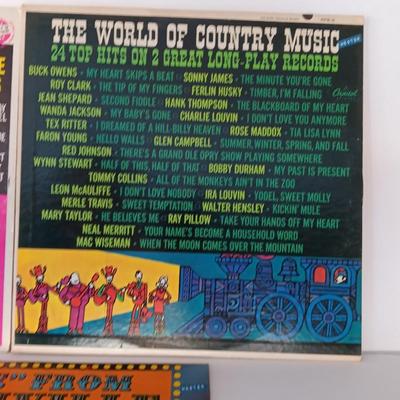 THE WORLD OF COUNTRY MUSIC
24 TOP HITS ON 2 GREAT LONG-PLAY RECORDS
BUCK OWENS - MY HEART SKIPS A BEAT ○ SONNY JAMES - THE MINUTE YOU'RE GONE
ROY CLARK - THE TIP OF MY FINGERS ○ FERLIN HUSKY - TIMBER, I'M FALLING
JEAN SHEPARD - SECOND FIDDLE ○ HANK THOMPSON - THE BLACKBOARD OF MY HEART
WANDA JACKSON - MY BABY'S GONE ○ CHARLIE LOUVIN - I DON'T LOVE YOU ANYMORE
TEX RITTER - I DREAMED OF A HILL-BILLY HEAVEN ○ ROSE MADDOX - TIA LISA LYNN
FARON YOUNG - HELLO WALLS ○ GLEN CAMPBELL - SUMMER, WINTER, SPRING, AND FALL
RED JOHNSON - THERE'S A GRAND OLE OPRY SHOW PLAYING SOMEWHERE
WYNN STEWART - HALF OF THIS, HALF OF THAT ○ BOBBY DURHAM - MY PAST IS PRESENT
TOMMY COLLINS - ALL OF THE MONKEYS AIN'T IN THE ZOO
LEON McAULIFFE - I DON'T LOVE NOBODY ○ IRA LOUVIN - YODEL, SWEET MOLLY
MERLE TRAVIS - SWEET TEMPTATION ○ WALTER HENSLEY - KICKIN' MULE
MARY TAYLOR - HE BELIEVES ME ○ RAY PILLOW - TAKE YOUR HANDS OFF MY HEART
NEAL MERRITT - YOUR NAME'S BECOME A HOUSEHOLD WORD
MAC WISEMAN - WHEN THE MOON COMES OVER THE MOUNTAIN
Capitol
" FROM